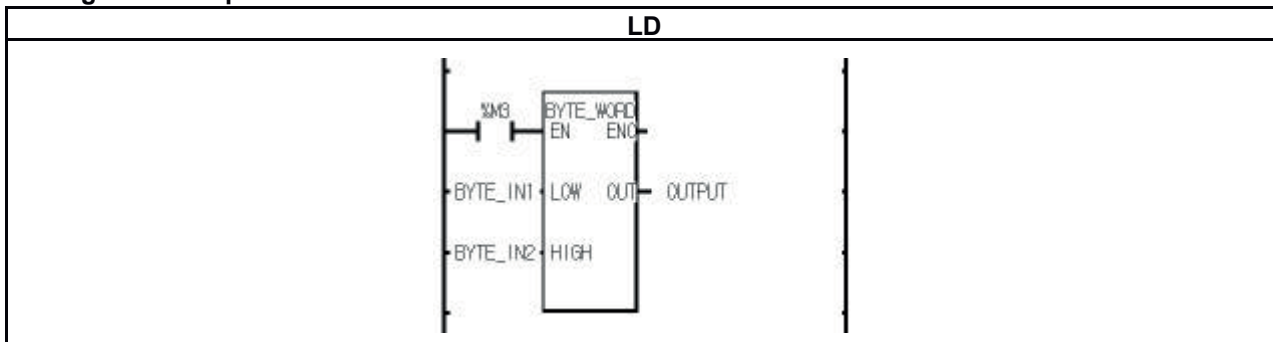 LD
%M3 BYTE_WORD
EN ENO
BYTE_IN1 LOW OUT OUTPUT
BYTE_IN2 HIGH